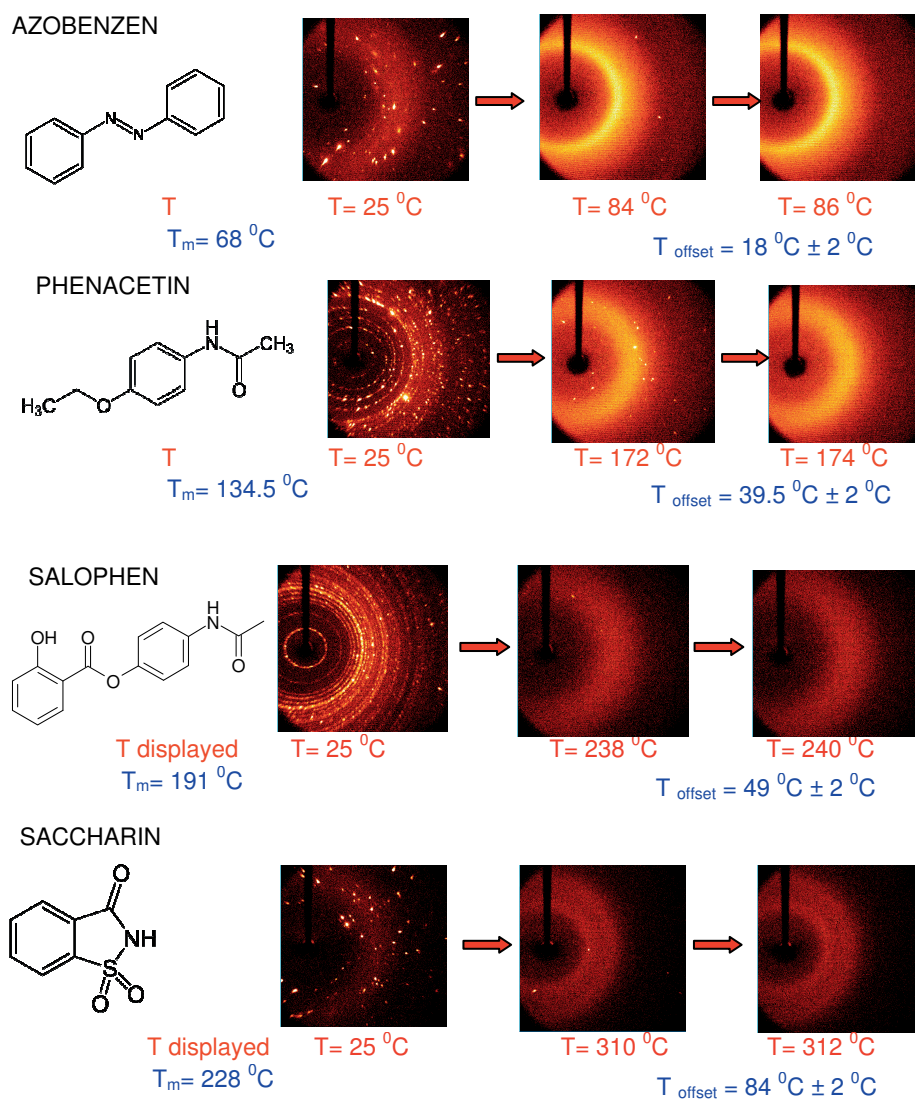 AZOBENZEN
N
N
T
T= 25 ⁰C
T= 84 ⁰C
T= 86 ⁰C
Tₘ= 68 ⁰C
T offset = 18 ⁰C ± 2 ⁰C
PHENACETIN
H
N
CH₃
O
H₃C
O
T
T= 25 ⁰C
T= 172 ⁰C
T= 174 ⁰C
Tₘ= 134.5 ⁰C
T offset = 39.5 ⁰C ± 2 ⁰C
SALOPHEN
H
N
OH
O
O
O
T displayed
T= 25 ⁰C
T= 238 ⁰C
T= 240 ⁰C
Tₘ= 191 ⁰C
T offset = 49 ⁰C ± 2 ⁰C
SACCHARIN
O
NH
S
O
O
T displayed
T= 25 ⁰C
T= 310 ⁰C
T= 312 ⁰C
Tₘ= 228 ⁰C
T offset = 84 ⁰C ± 2 ⁰C